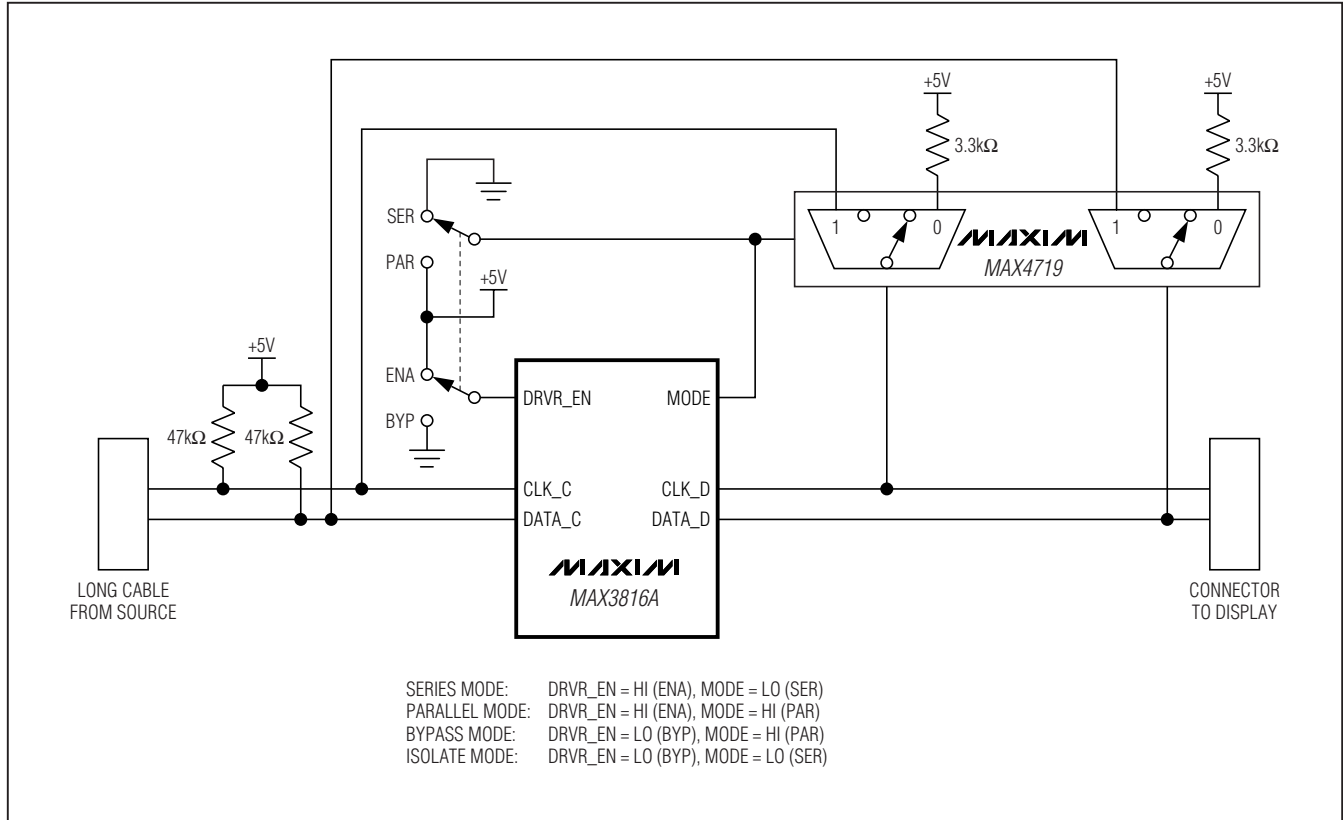 +5V
+5V
3.3kΩ
3.3kΩ
SER
1
0
MAXIM
MAX4719
1
0
PAR
+5V
+5V
ENA
DRVR_EN
MODE
BYP
47kΩ
47kΩ
CLK_C
CLK_D
DATA_C
DATA_D
MAXIM
MAX3816A
LONG CABLE
FROM SOURCE
CONNECTOR
TO DISPLAY
SERIES MODE: DRVR_EN = HI (ENA), MODE = LO (SER)
PARALLEL MODE: DRVR_EN = HI (ENA), MODE = HI (PAR)
BYPASS MODE: DRVR_EN = LO (BYP), MODE = HI (PAR)
ISOLATE MODE: DRVR_EN = LO (BYP), MODE = LO (SER)